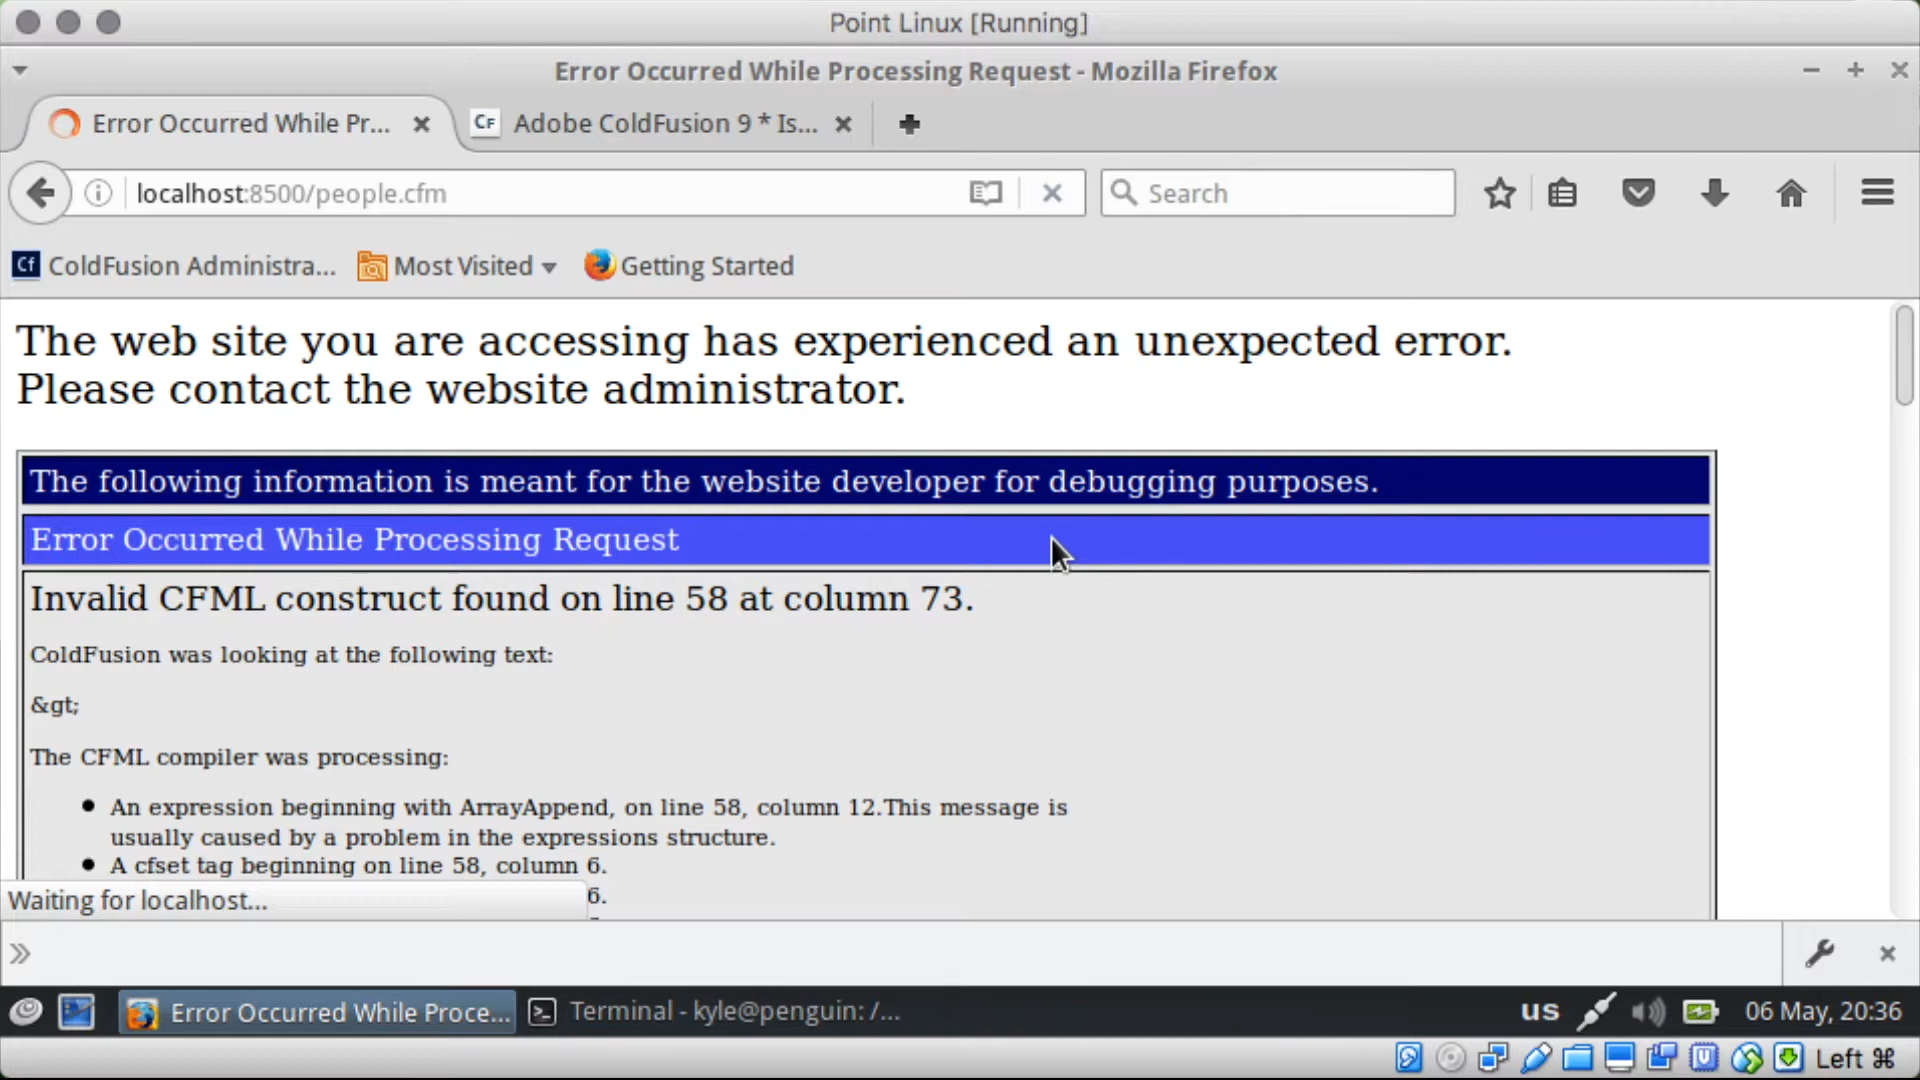 Point Linux [Running]
Error Occurred While Processing Request - Mozilla Firefox
Error Occurred While Pr...
CF Adobe ColdFusion 9 * Is...
localhost:8500/people.cfm
Search
Cf ColdFusion Administra...
Most Visited
Getting Started
The web site you are accessing has experienced an unexpected error.
Please contact the website administrator.
The following information is meant for the website developer for debugging purposes.
Error Occurred While Processing Request
Invalid CFML construct found on line 58 at column 73.
ColdFusion was looking at the following text:
&gt;
The CFML compiler was processing:
An expression beginning with ArrayAppend, on line 58, column 12.This message is
usually caused by a problem in the expressions structure.
A cfset tag beginning on line 58, column 6.
6.
Waiting for localhost...
Error Occurred While Proce...
Terminal - kyle@penguin: /...
us
06 May, 20:36
Left ⌘